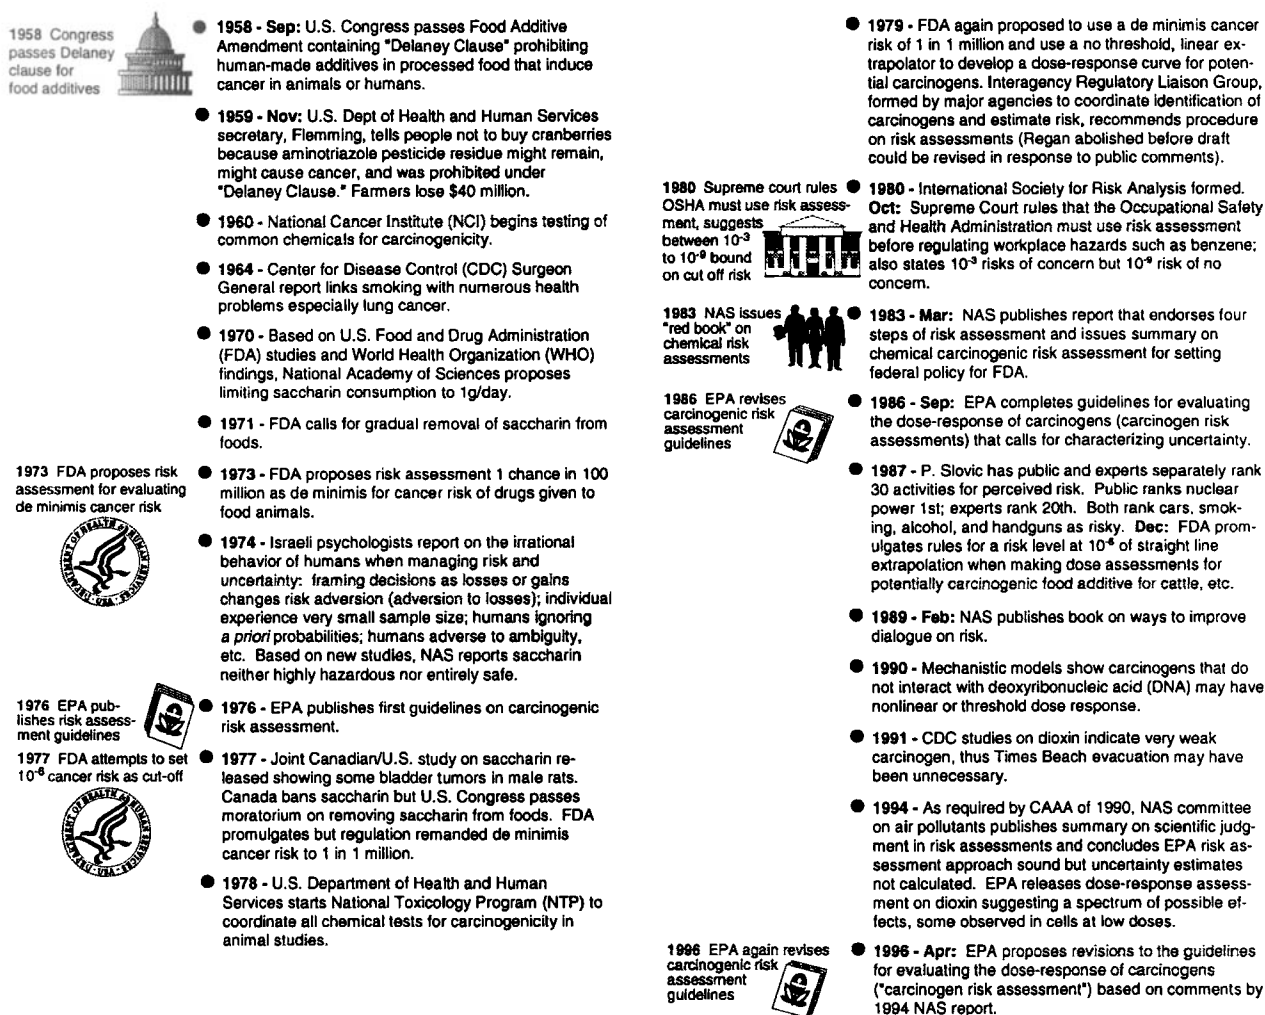 1958 Congress
passes Delaney
clause for
food additives
1958 - Sep: U.S. Congress passes Food Additive
Amendment containing "Delaney Clause" prohibiting
human-made additives in processed food that induce
cancer in animals or humans.
1959 - Nov: U.S. Dept of Health and Human Services
secretary, Flemming, tells people not to buy cranberries
because aminotriazole pesticide residue might remain,
might cause cancer, and was prohibited under
"Delaney Clause." Farmers lose $40 million.
1960 - National Cancer Institute (NCI) begins testing of
common chemicals for carcinogenicity.
1964 - Center for Disease Control (CDC) Surgeon
General report links smoking with numerous health
problems especially lung cancer.
1970 - Based on U.S. Food and Drug Administration
(FDA) studies and World Health Organization (WHO)
findings, National Academy of Sciences proposes
limiting saccharin consumption to 1g/day.
1971 - FDA calls for gradual removal of saccharin from
foods.
1973 FDA proposes risk
assessment for evaluating
de minimis cancer risk
DEPARTMENT OF HEALTH & HUMAN SERVICES · USA
1973 - FDA proposes risk assessment 1 chance in 100
million as de minimis for cancer risk of drugs given to
food animals.
1974 - Israeli psychologists report on the irrational
behavior of humans when managing risk and
uncertainty: framing decisions as losses or gains
changes risk adversion (adversion to losses); individual
experience very small sample size; humans ignoring
a priori probabilities; humans adverse to ambiguity,
etc. Based on new studies, NAS reports saccharin
neither highly hazardous nor entirely safe.
1976 EPA pub-
lishes risk assess-
ment guidelines
1976 - EPA publishes first guidelines on carcinogenic
risk assessment.
1977 FDA attempts to set
10⁻⁶ cancer risk as cut-off
DEPARTMENT OF HEALTH & HUMAN SERVICES · USA
1977 - Joint Canadian/U.S. study on saccharin re-
leased showing some bladder tumors in male rats.
Canada bans saccharin but U.S. Congress passes
moratorium on removing saccharin from foods. FDA
promulgates but regulation remanded de minimis
cancer risk to 1 in 1 million.
1978 - U.S. Department of Health and Human
Services starts National Toxicology Program (NTP) to
coordinate all chemical tests for carcinogenicity in
animal studies.
1979 - FDA again proposed to use a de minimis cancer
risk of 1 in 1 million and use a no threshold, linear ex-
trapolator to develop a dose-response curve for poten-
tial carcinogens. Interagency Regulatory Liaison Group,
formed by major agencies to coordinate identification of
carcinogens and estimate risk, recommends procedure
on risk assessments (Regan abolished before draft
could be revised in response to public comments).
1980 Supreme court rules
OSHA must use risk assess-
ment, suggests
between 10⁻³
to 10⁻⁹ bound
on cut off risk
1980 - International Society for Risk Analysis formed.
Oct: Supreme Court rules that the Occupational Safety
and Health Administration must use risk assessment
before regulating workplace hazards such as benzene;
also states 10⁻³ risks of concern but 10⁻⁹ risk of no
concern.
1983 NAS issues
"red book" on
chemical risk
assessments
1983 - Mar: NAS publishes report that endorses four
steps of risk assessment and issues summary on
chemical carcinogenic risk assessment for setting
federal policy for FDA.
1986 EPA revises
carcinogenic risk
assessment
guidelines
1986 - Sep: EPA completes guidelines for evaluating
the dose-response of carcinogens (carcinogen risk
assessments) that calls for characterizing uncertainty.
1987 - P. Slovic has public and experts separately rank
30 activities for perceived risk. Public ranks nuclear
power 1st; experts rank 20th. Both rank cars, smok-
ing, alcohol, and handguns as risky. Dec: FDA prom-
ulgates rules for a risk level at 10⁻⁶ of straight line
extrapolation when making dose assessments for
potentially carcinogenic food additive for cattle, etc.
1989 - Feb: NAS publishes book on ways to improve
dialogue on risk.
1990 - Mechanistic models show carcinogens that do
not interact with deoxyribonucleic acid (DNA) may have
nonlinear or threshold dose response.
1991 - CDC studies on dioxin indicate very weak
carcinogen, thus Times Beach evacuation may have
been unnecessary.
1994 - As required by CAAA of 1990, NAS committee
on air pollutants publishes summary on scientific judg-
ment in risk assessments and concludes EPA risk as-
sessment approach sound but uncertainty estimates
not calculated. EPA releases dose-response assess-
ment on dioxin suggesting a spectrum of possible ef-
fects, some observed in cells at low doses.
1996 EPA again revises
carcinogenic risk
assessment
guidelines
1996 - Apr: EPA proposes revisions to the guidelines
for evaluating the dose-response of carcinogens
("carcinogen risk assessment") based on comments by
1994 NAS report.